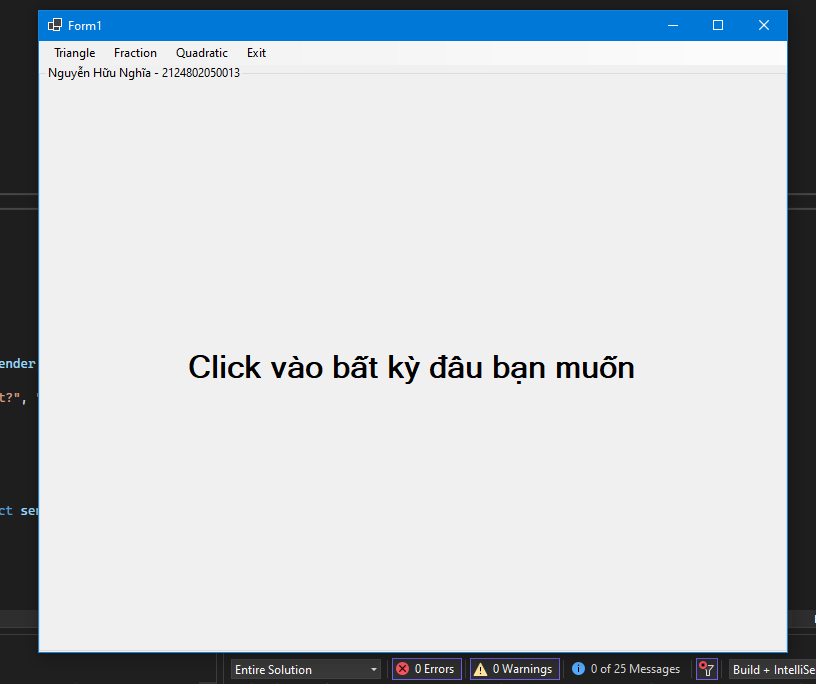 Form1
Triangle Fraction Quadratic Exit
Nguyễn Hữu Nghĩa - 2124802050013
ender
Click vào bất kỳ đâu bạn muốn
t?", "
ct ser
Entire Solution 0 Errors 0 Warnings 0 of 25 Messages Build + IntelliSe